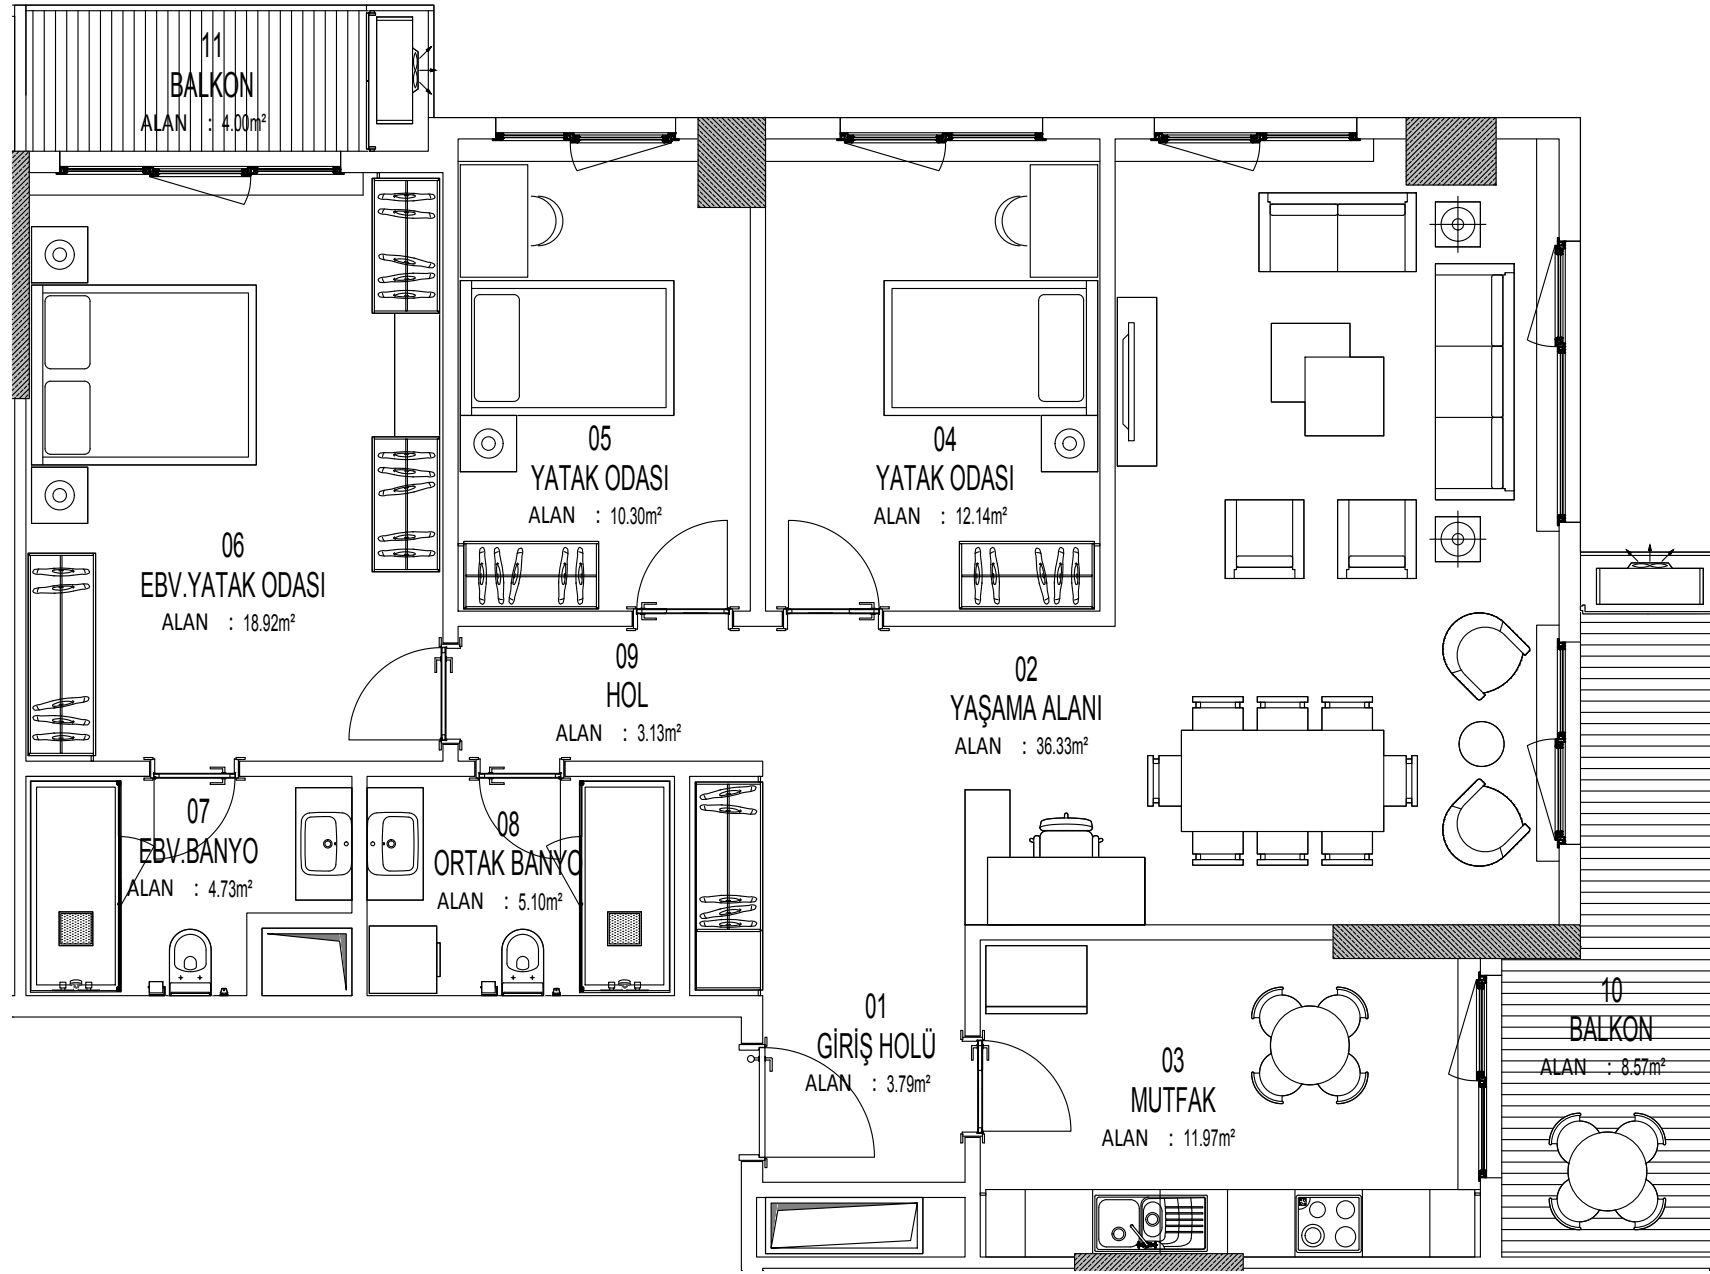 11
BALKON
ALAN : 4.00m²
05
YATAK ODASI
ALAN : 10.30m²
04
YATAK ODASI
ALAN : 12.14m²
06
EBV.YATAK ODASI
ALAN : 18.92m²
09
HOL
ALAN : 3.13m²
02
YAŞAMA ALANI
ALAN : 36.33m²
07
EBV.BANYO
ALAN : 4.73m²
08
ORTAK BANYO
ALAN : 5.10m²
01
GİRİŞ HOLÜ
ALAN : 3.79m²
03
MUTFAK
ALAN : 11.97m²
10
BALKON
ALAN : 8.57m²